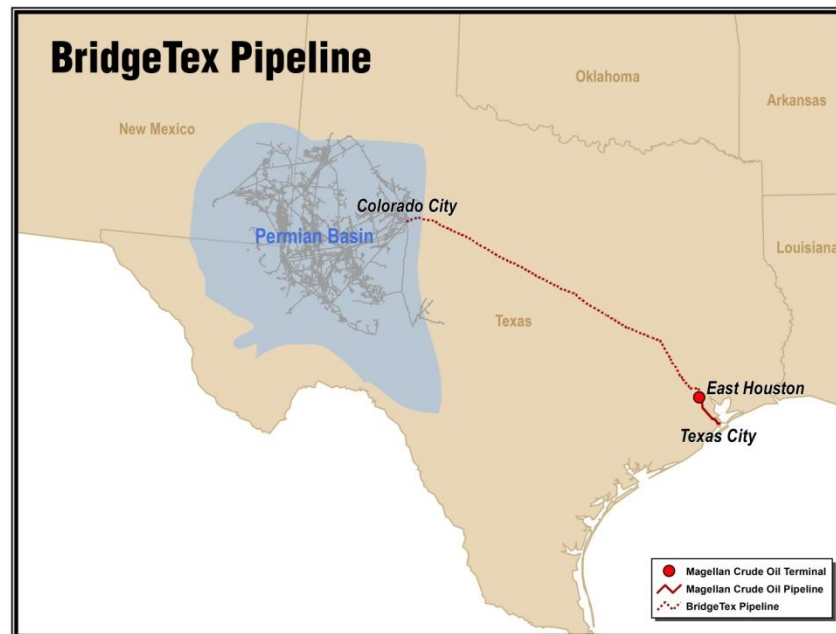 BridgeTex Pipeline
Oklahoma
Arkansas
New Mexico
Colorado City
Permian Basin
Louisiana
Texas
East Houston
Texas City
Magellan Crude Oil Terminal
Magellan Crude Oil Pipeline
BridgeTex Pipeline